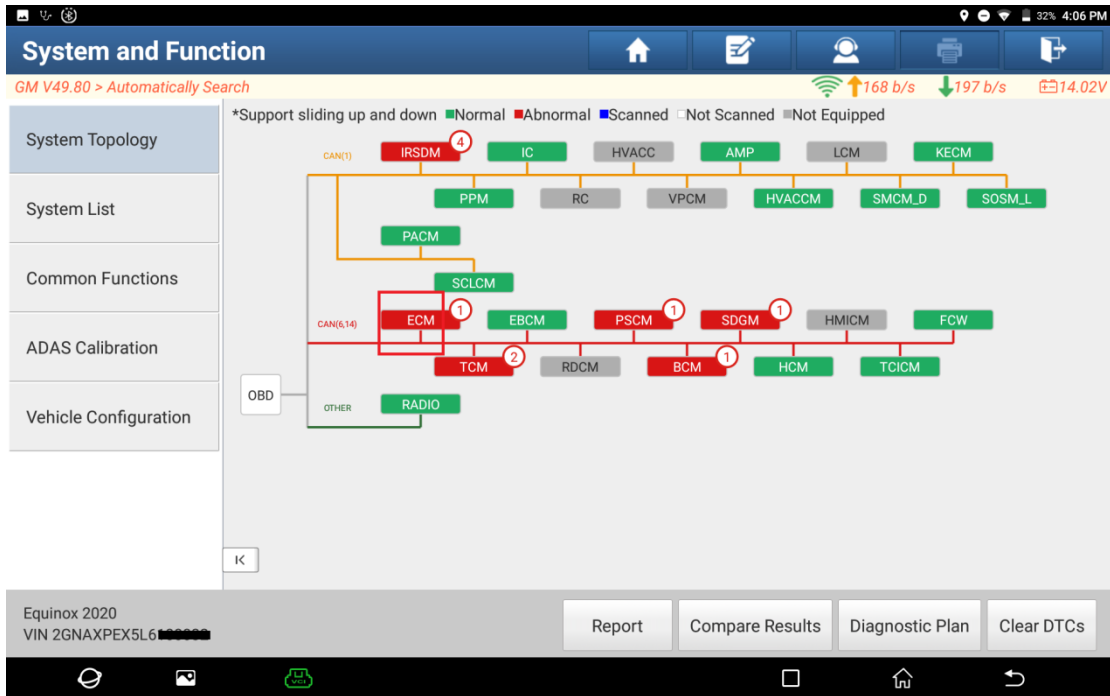 32% 4:06 PM
System and Function
GM V49.80 > Automatically Search
168 b/s 197 b/s 14.02V
System Topology
System List
Common Functions
ADAS Calibration
Vehicle Configuration
*Support sliding up and down Normal Abnormal Scanned Not Scanned Not Equipped
CAN(1) IRSDM 4 IC HVACC AMP LCM KECM
PPM RC VPCM HVACCM SMCM_D SOSM_L
PACM
SCLCM
CAN(6,14) ECM 1 EBCM PSCM 1 SDGM 1 HMICM FCW
TCM 2 RDCM BCM 1 HCM TCICM
OBD
OTHER RADIO
Equinox 2020
VIN 2GNAXPEX5L6
Report Compare Results Diagnostic Plan Clear DTCs
VCI